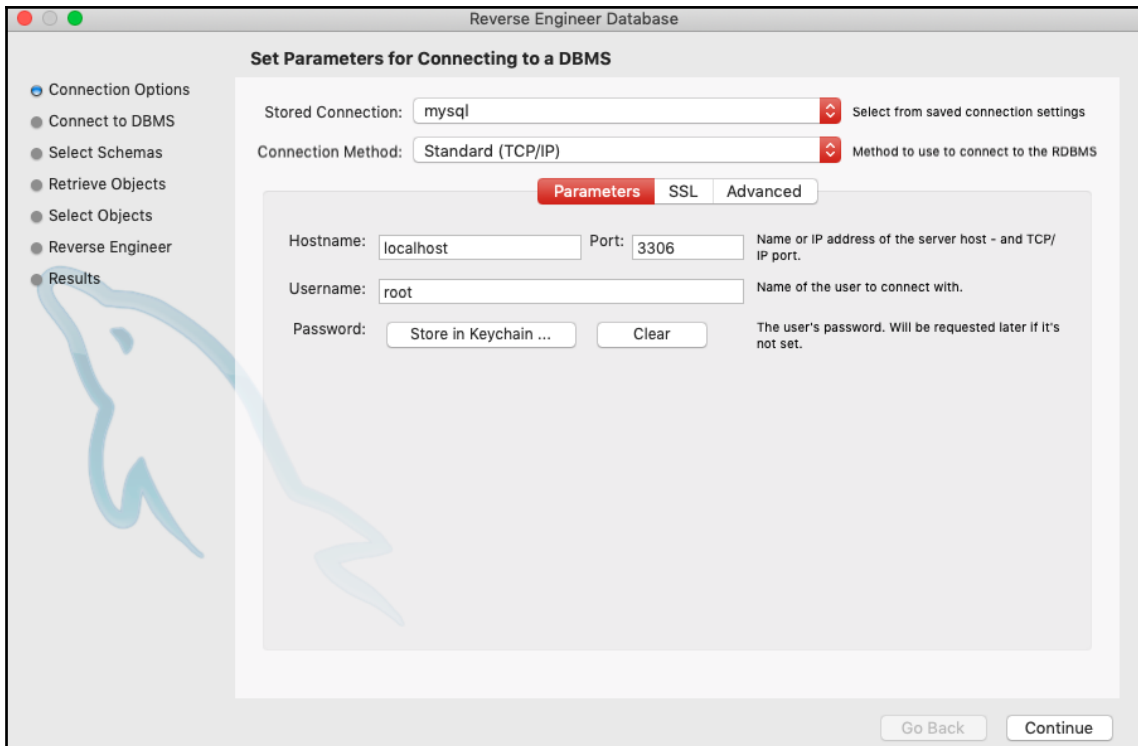 Reverse Engineer Database
Set Parameters for Connecting to a DBMS
Connection Options
Connect to DBMS
Select Schemas
Retrieve Objects
Select Objects
Reverse Engineer
Results
Stored Connection: mysql Select from saved connection settings
Connection Method: Standard (TCP/IP) Method to use to connect to the RDBMS
Parameters SSL Advanced
Hostname: localhost Port: 3306 Name or IP address of the server host - and TCP/
IP port.
Username: root Name of the user to connect with.
Password: Store in Keychain ... Clear The user's password. Will be requested later if it's
not set.
Go Back Continue